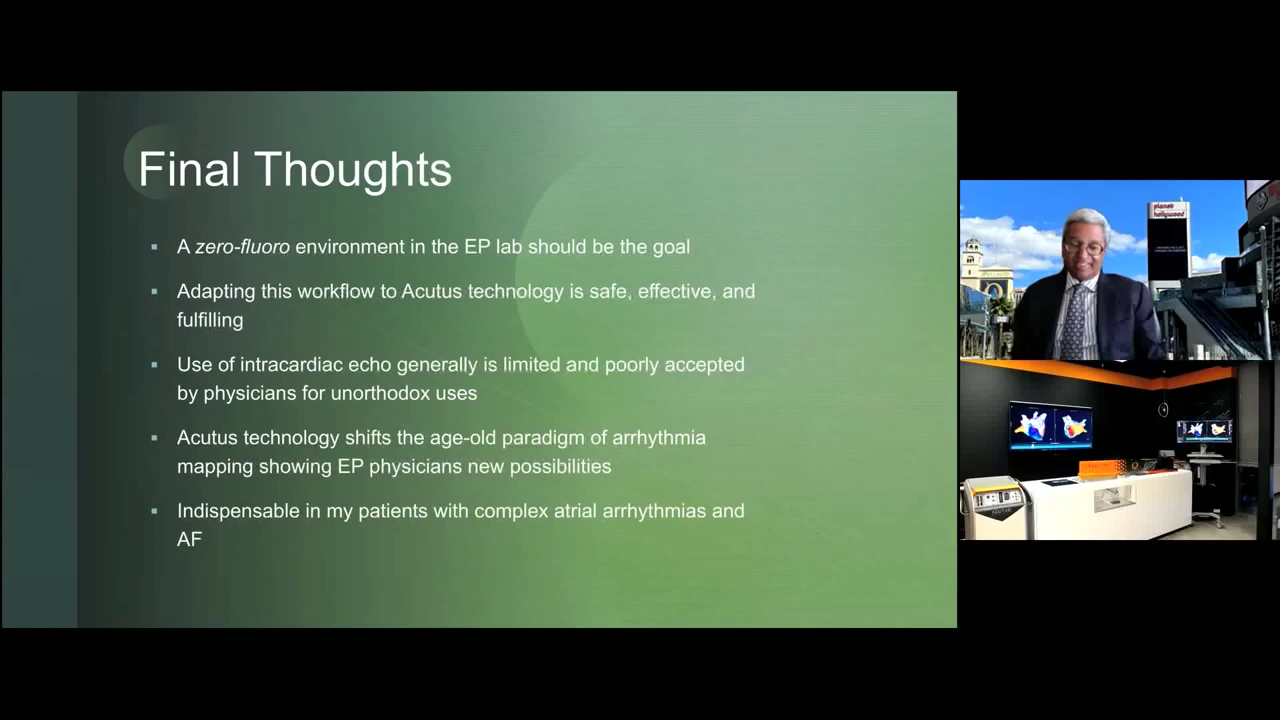 Final Thoughts
▪ A zero-fluoro environment in the EP lab should be the goal
▪ Adapting this workflow to Acutus technology is safe, effective, and
fulfilling
▪ Use of intracardiac echo generally is limited and poorly accepted
by physicians for unorthodox uses
▪ Acutus technology shifts the age-old paradigm of arrhythmia
mapping showing EP physicians new possibilities
▪ Indispensable in my patients with complex atrial arrhythmias and
AF
planet
hollywood